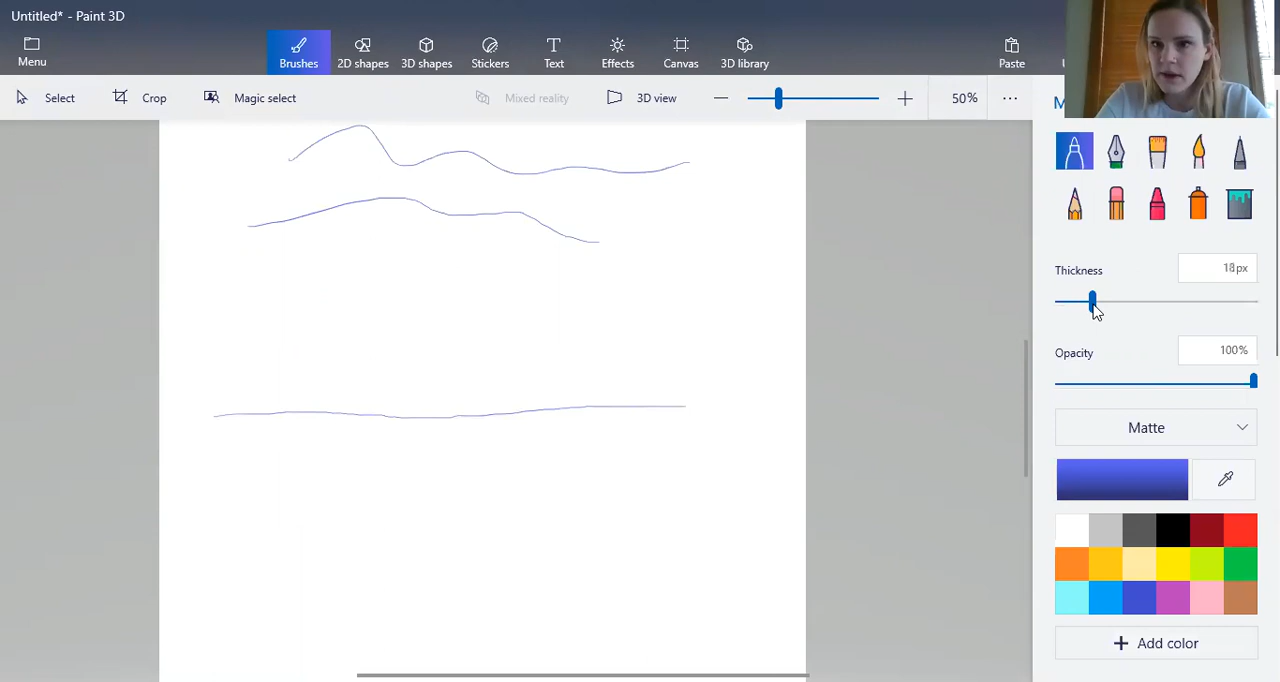 Untitled* - Paint 3D
Menu
Brushes
2D shapes
3D shapes
Stickers
Text
Effects
Canvas
3D library
Paste
Select
Crop
Magic select
Mixed reality
3D view
50%
Thickness
18px
Opacity
100%
Matte
Add color